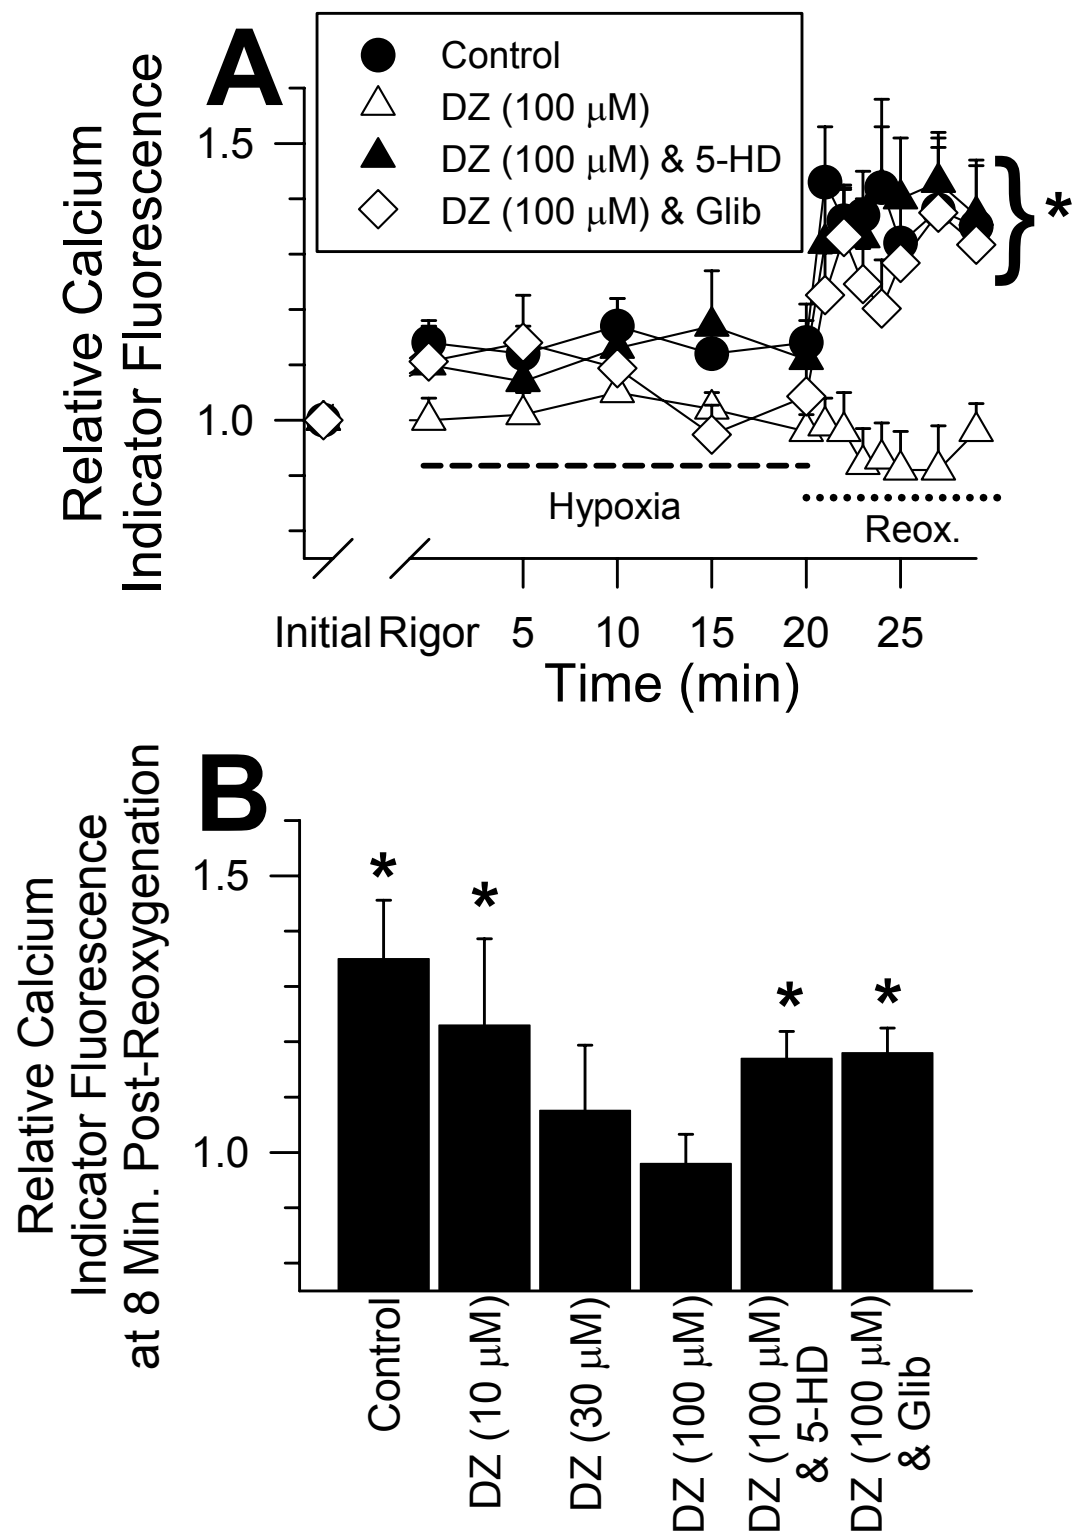 A
Control
DZ (100 μM)
DZ (100 μM) & 5-HD
DZ (100 μM) & Glib
Relative Calcium
Indicator Fluorescence
1.5
1.0
*
Hypoxia
Reox.
Initial Rigor 5 10 15 20 25
Time (min)
B
Relative Calcium
Indicator Fluorescence
at 8 Min. Post-Reoxygenation
1.5
1.0
* * * *
Control
DZ (10 μM)
DZ (30 μM)
DZ (100 μM)
DZ (100 μM)
& 5-HD
DZ (100 μM)
& Glib